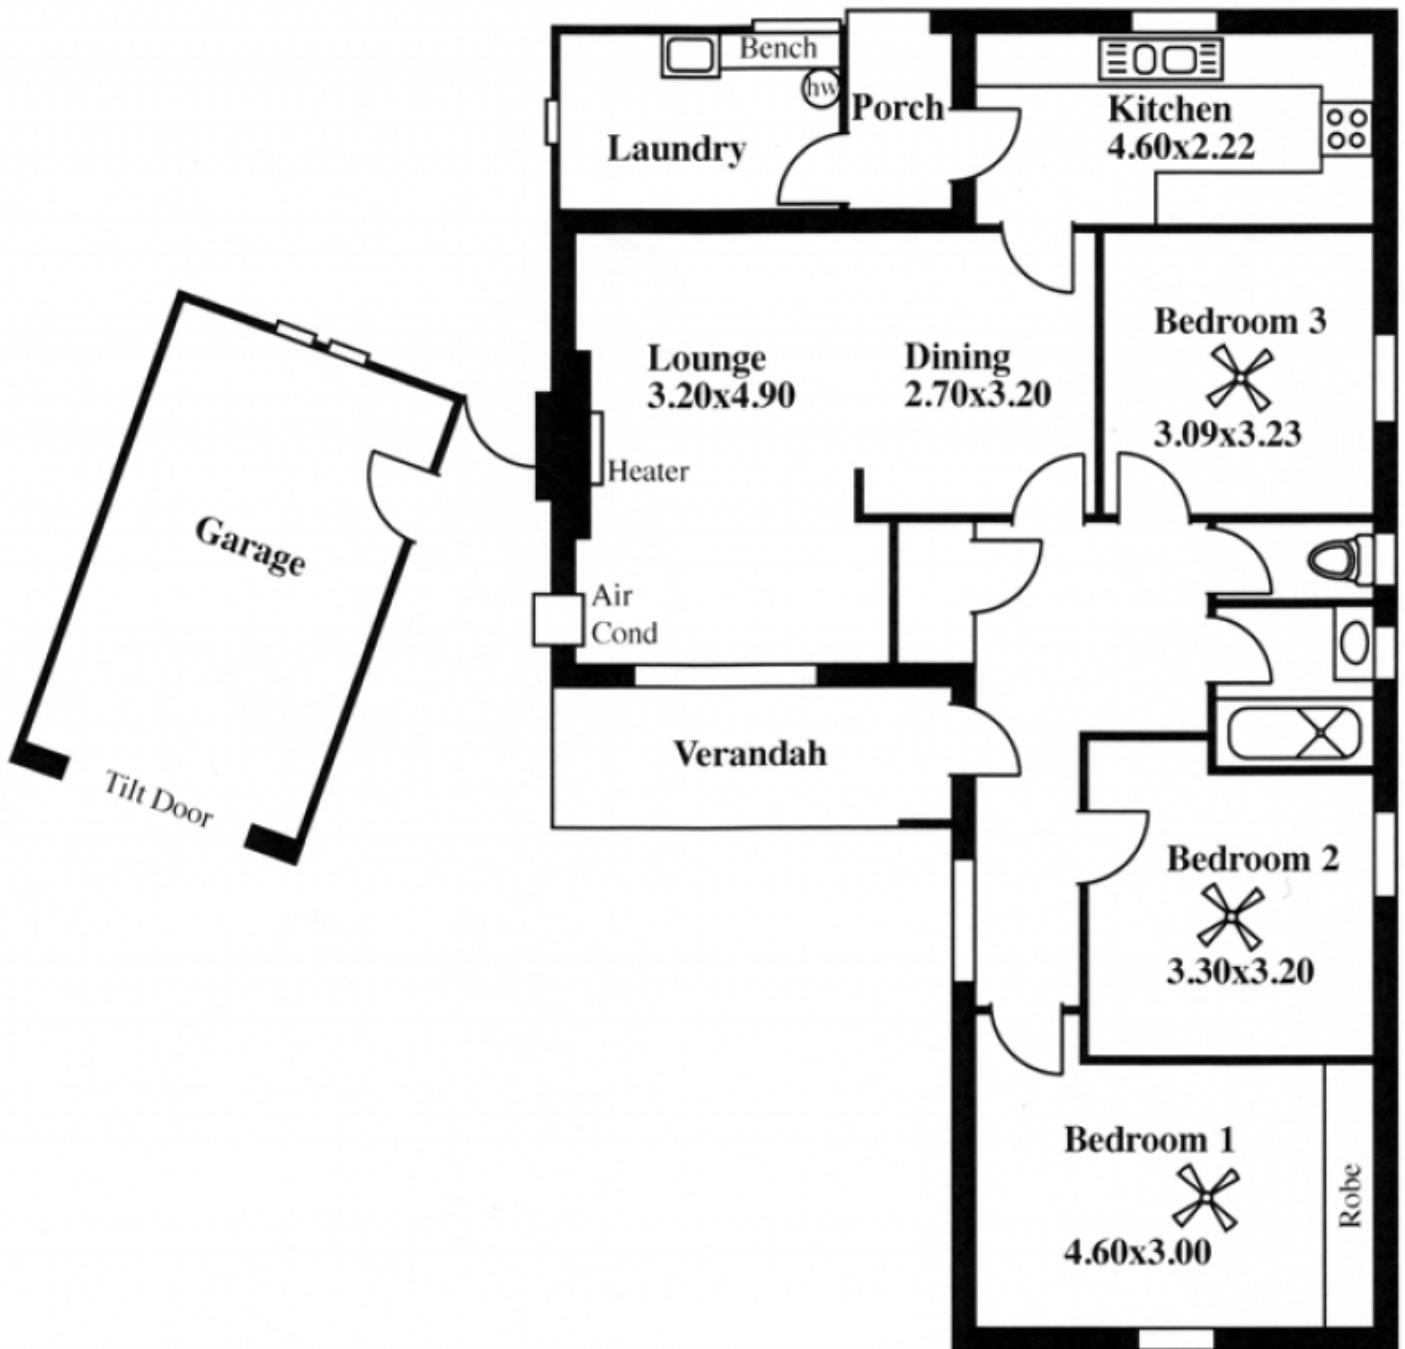 Bench
hw
Porch
Laundry
Kitchen
4.60x2.22
Bedroom 3
3.09x3.23
Lounge
3.20x4.90
Dining
2.70x3.20
Heater
Garage
Air
Cond
Verandah
Tilt Door
Bedroom 2
3.30x3.20
Bedroom 1
4.60x3.00
Robe